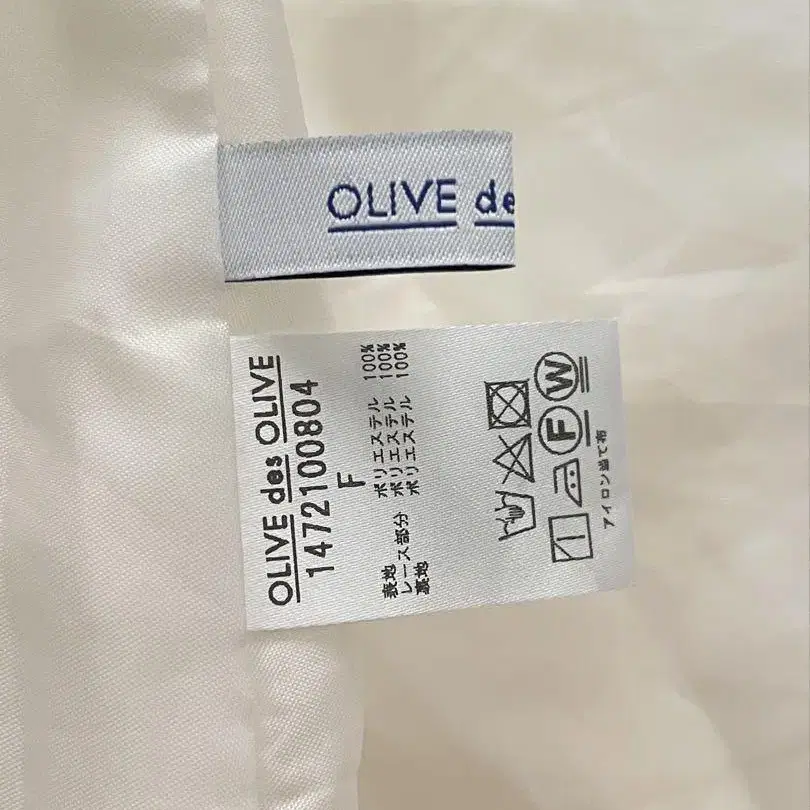 OLIVE de
OLIVE des OLIVE
1472100804
F
表地 ポリエステル 100%
レース部分 ポリエステル 100%
裏地 ポリエステル 100%
F W
アイロン当て布